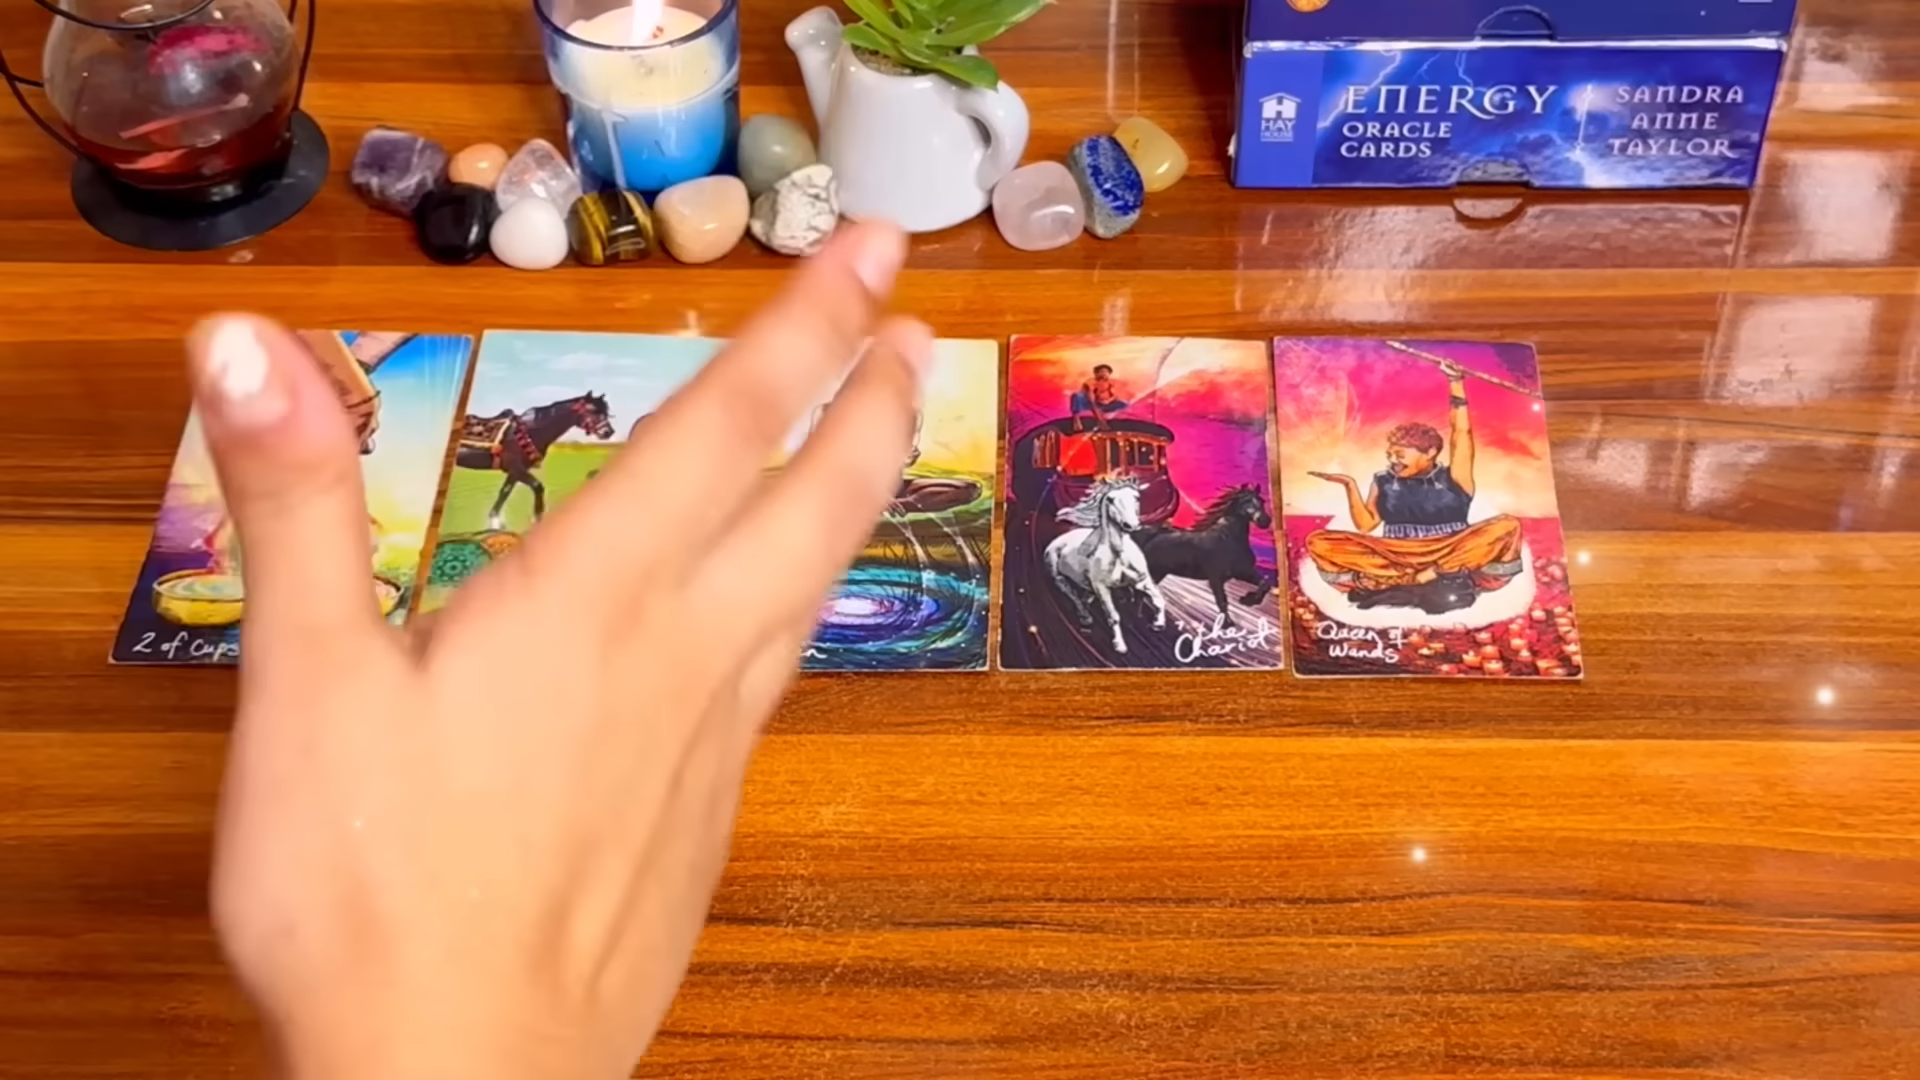 HAY
HOUSE
ENERGY
ORACLE
CARDS
SANDRA
ANNE
TAYLOR
2 of Cups
The
Chariot
Queen of
Wands